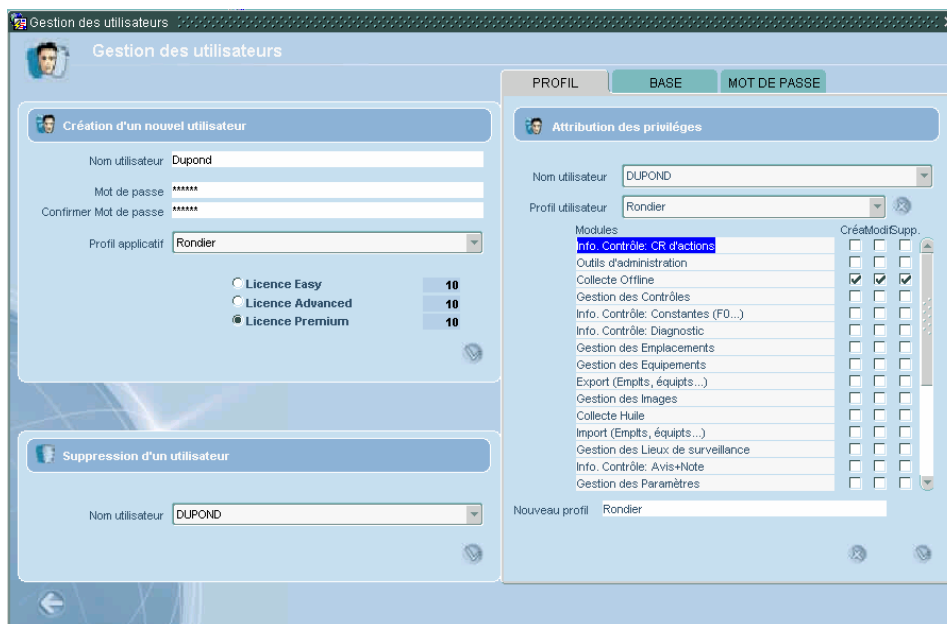 Gestion des utilisateurs
Gestion des utilisateurs
PROFIL BASE MOT DE PASSE
Création d'un nouvel utilisateur
Nom utilisateur Dupond
Mot de passe ******
Confirmer Mot de passe ******
Profil applicatif Rondier
Licence Easy 10
Licence Advanced 10
Licence Premium 10
Suppression d'un utilisateur
Nom utilisateur DUPOND
Attribution des priviléges
Nom utilisateur DUPOND
Profil utilisateur Rondier
Modules Créa Modif Supp.
Info. Contrôle: CR d'actions
Outils d'administration
Collecte Offline
Gestion des Contrôles
Info. Contrôle: Constantes (F0...)
Info. Contrôle: Diagnostic
Gestion des Emplacements
Gestion des Equipements
Export (Emplts, équipts...)
Gestion des Images
Collecte Huile
Import (Emplts, équipts...)
Gestion des Lieux de surveillance
Info. Contrôle: Avis+Note
Gestion des Paramètres
Nouveau profil Rondier